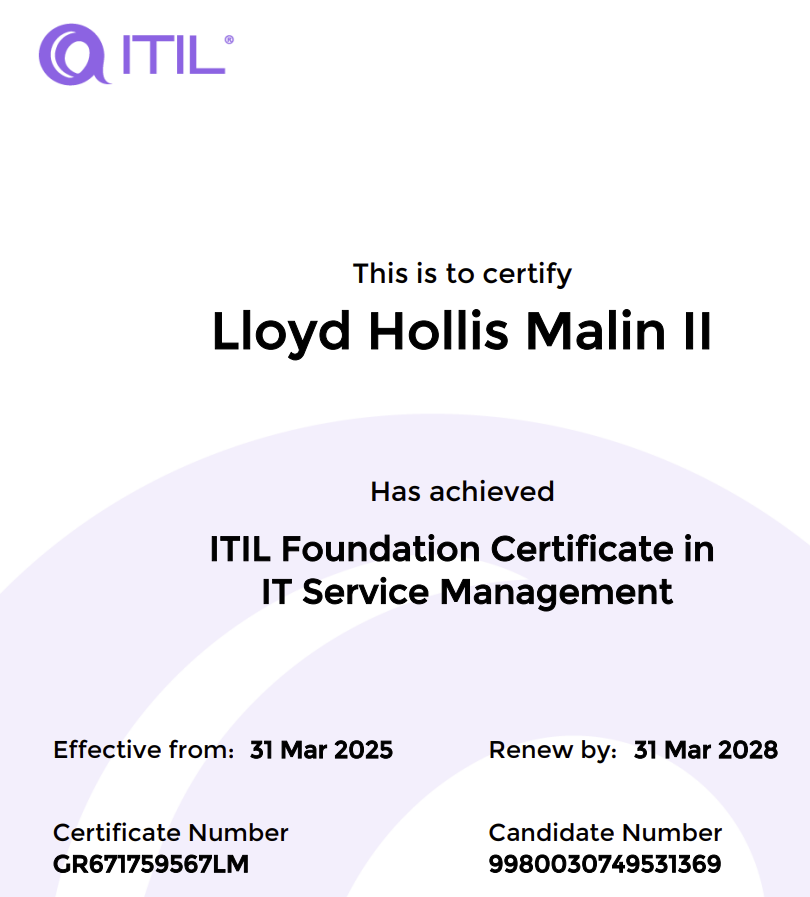 ITIL®
This is to certify
Lloyd Hollis Malin II
Has achieved
ITIL Foundation Certificate in
IT Service Management
Effective from: 31 Mar 2025
Renew by: 31 Mar 2028
Certificate Number
GR671759567LM
Candidate Number
9980030749531369